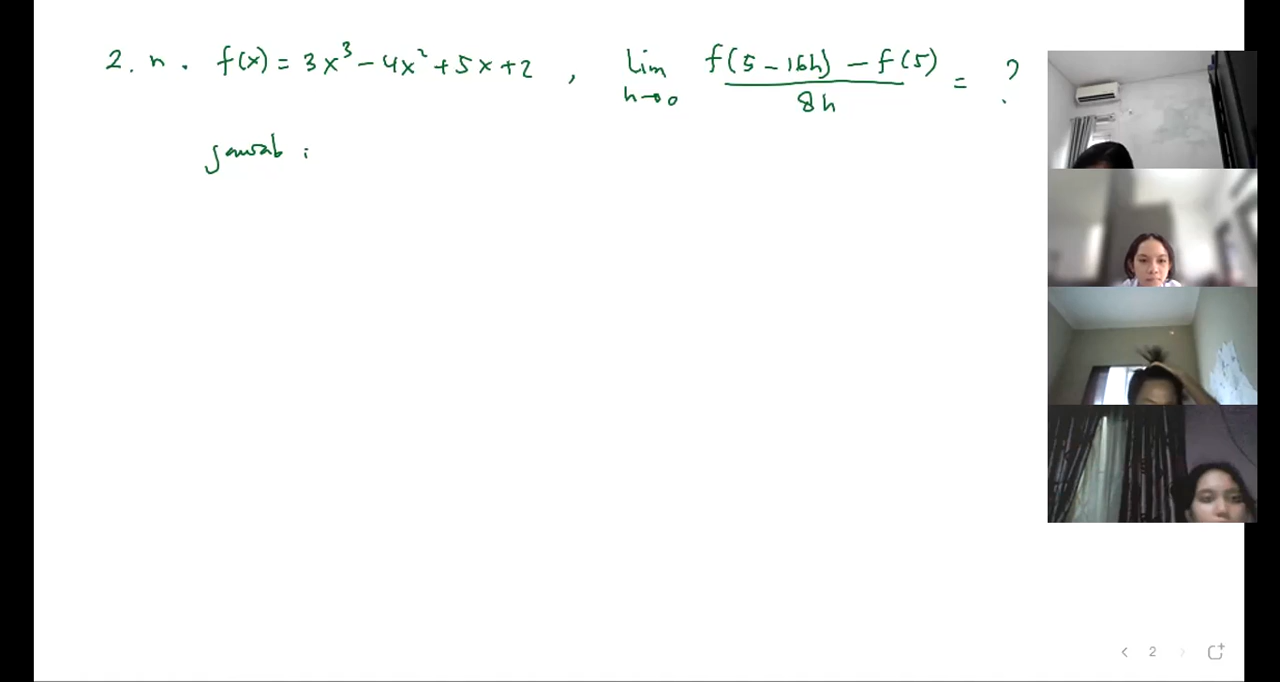 2. n. f(x) = 3x³ - 4x² + 5x + 2 , lim h→0 f(5 - 16h) - f(5) / 8h = ?
Jawab :
2